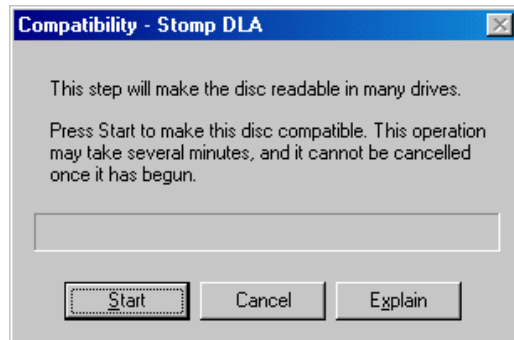 Compatibility - Stomp DLA
This step will make the disc readable in many drives.
Press Start to make this disc compatible. This operation
may take several minutes, and it cannot be cancelled
once it has begun.
Start Cancel Explain